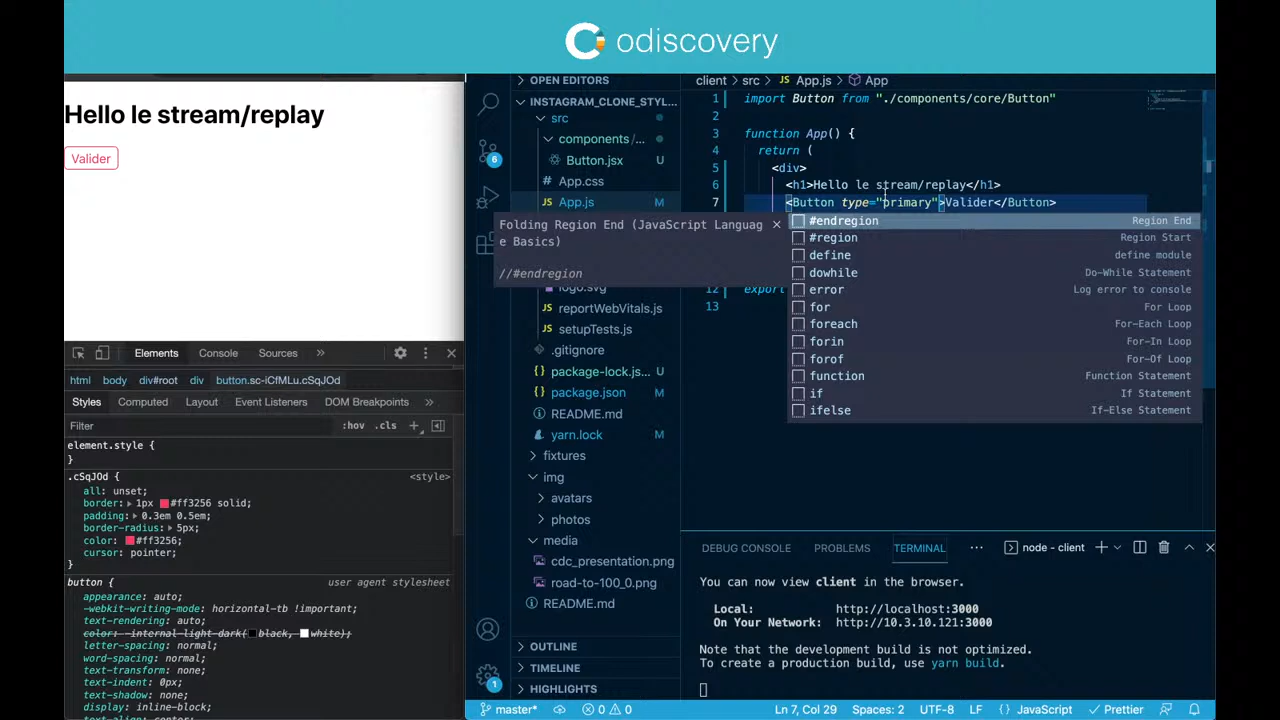 odiscovery
Hello le stream/replay
Valider
Elements
Console
Sources
»
html
body
div#root
div
button.sc-iCfMLu.cSqJOd
Styles
Computed
Layout
Event Listeners
DOM Breakpoints
»
Filter
:hov
.cls
+
element.style {
}
.cSqJOd {
<style>
all: unset;
border: 1px #ff3256 solid;
padding: 0.3em 0.5em;
border-radius: 5px;
color: #ff3256;
cursor: pointer;
}
button {
user agent stylesheet
appearance: auto;
-webkit-writing-mode: horizontal-tb !important;
text-rendering: auto;
color: -internal-light-dark( black, white);
letter-spacing: normal;
word-spacing: normal;
text-transform: none;
text-indent: 0px;
text-shadow: none;
display: inline-block;
text-align: center;
6
1
OPEN EDITORS
INSTAGRAM_CLONE_STYL...
src
components/...
Button.jsx U
# App.css
JS App.js
Folding Region End (JavaScript Languag
e Basics)
//#endregion
logo.svg
JS reportWebVitals.js
JS setupTests.js
.gitignore
{ } package-lock.js... U
{ } package.json M
README.md
yarn.lock M
fixtures
img
avatars
photos
media
cdc_presentation.png
road-to-100_0.png
README.md
OUTLINE
TIMELINE
HIGHLIGHTS
client > src > JS App.js > App
1 import Button from "./components/core/Button"
2
3 function App() {
4 return (
5 <div>
6 <h1>Hello le stream/replay</h1>
7 <Button type="primary">Valider</Button>
#endregion Region End
#region Region Start
define define module
dowhile Do-While Statement
error Log error to console
for For Loop
foreach For-Each Loop
forin For-In Loop
forof For-Of Loop
function Function Statement
if If Statement
ifelse If-Else Statement
12 export
13
DEBUG CONSOLE
PROBLEMS
TERMINAL
...
node - client
You can now view client in the browser.
Local: http://localhost:3000
On Your Network: http://10.3.10.121:3000
Note that the development build is not optimized.
To create a production build, use yarn build.
master*
0 0
Ln 7, Col 29
Spaces: 2
UTF-8
LF
{ } JavaScript
Prettier